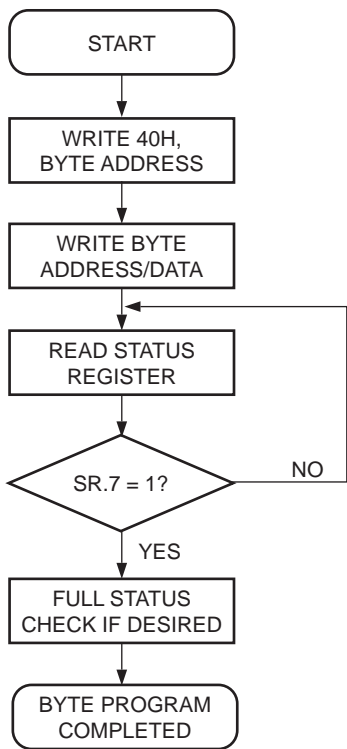 START
WRITE 40H,
BYTE ADDRESS
WRITE BYTE
ADDRESS/DATA
READ STATUS
REGISTER
SR.7 = 1?
NO
YES
FULL STATUS
CHECK IF DESIRED
BYTE PROGRAM
COMPLETED